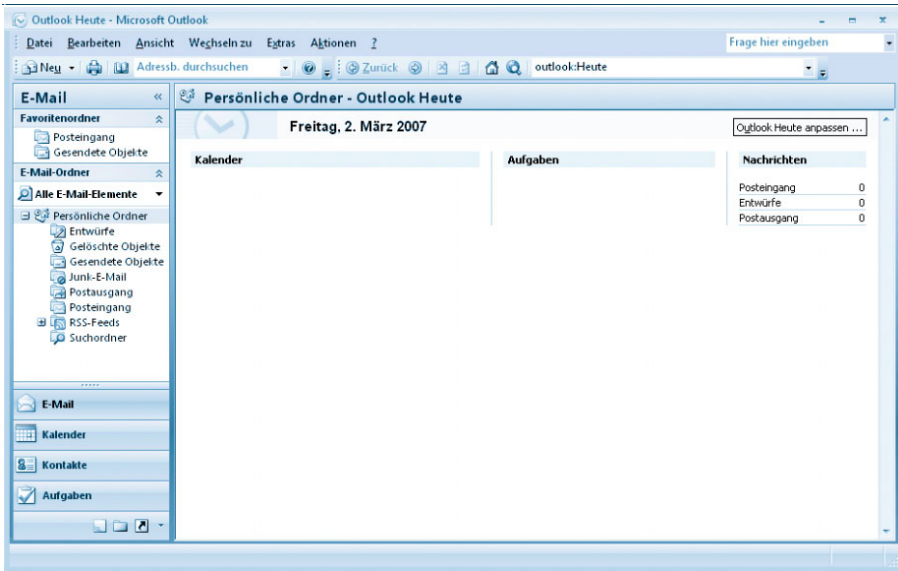 Outlook Heute - Microsoft Outlook
Datei Bearbeiten Ansicht Wechseln zu Extras Aktionen ? Frage hier eingeben
Neu Adressb. durchsuchen Zurück outlook:Heute
E-Mail «
Favoritenordner
Posteingang
Gesendete Objekte
E-Mail-Ordner
Alle E-Mail-Elemente
Persönliche Ordner
Entwürfe
Gelöschte Objekte
Gesendete Objekte
Junk-E-Mail
Postausgang
Posteingang
RSS-Feeds
Suchordner
E-Mail
Kalender
Kontakte
Aufgaben
Persönliche Ordner - Outlook Heute
Freitag, 2. März 2007 Outlook Heute anpassen ...
Kalender Aufgaben Nachrichten
Posteingang 0
Entwürfe 0
Postausgang 0